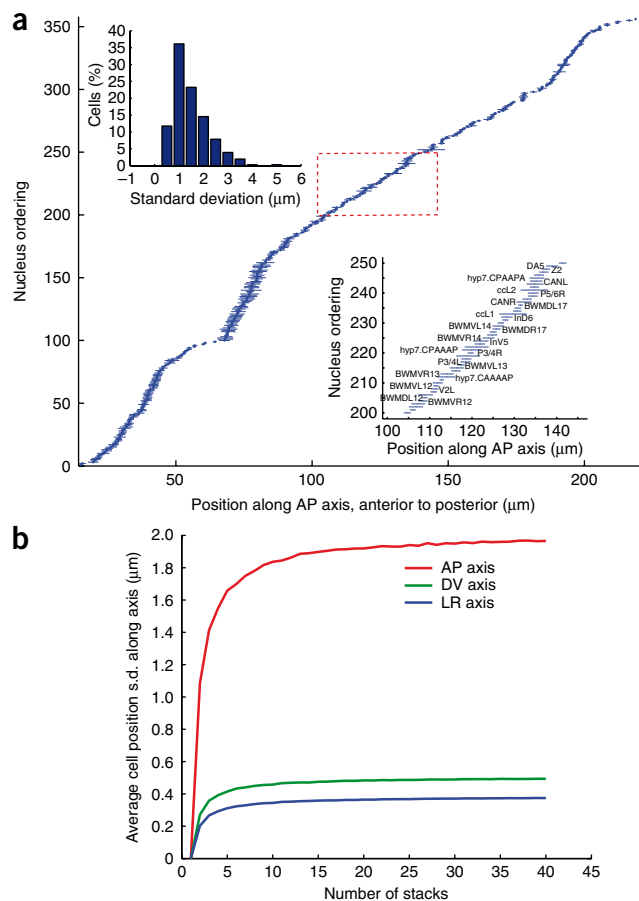 a
350
300
250
200
150
100
50
0
Nucleus ordering
50
100
150
200
Position along AP axis, anterior to posterior (μm)
40
35
30
25
20
15
10
5
0
Cells (%)
−1
0
1
2
3
4
5
6
Standard deviation (μm)
250
240
230
220
210
200
Nucleus ordering
DA5
Z2
hyp7.CPAAPA
CANL
ccL2
P5/6R
CANR
BWMDL17
ccL1
InD6
BWMVL14
BWMDR17
BWMVR14
InV5
hyp7.CPAAAP
P3/4R
P3/4L
BWMVL13
BWMVR13
hyp7.CAAAAP
BWMVL12
V2L
BWMDL12
BWMVR12
100
110
120
130
140
Position along AP axis (μm)
b
2.0
1.8
1.6
1.4
1.2
1.0
0.8
0.6
0.4
0.2
0
Average cell position s.d. along axis (μm)
AP axis
DV axis
LR axis
0
5
10
15
20
25
30
35
40
45
Number of stacks